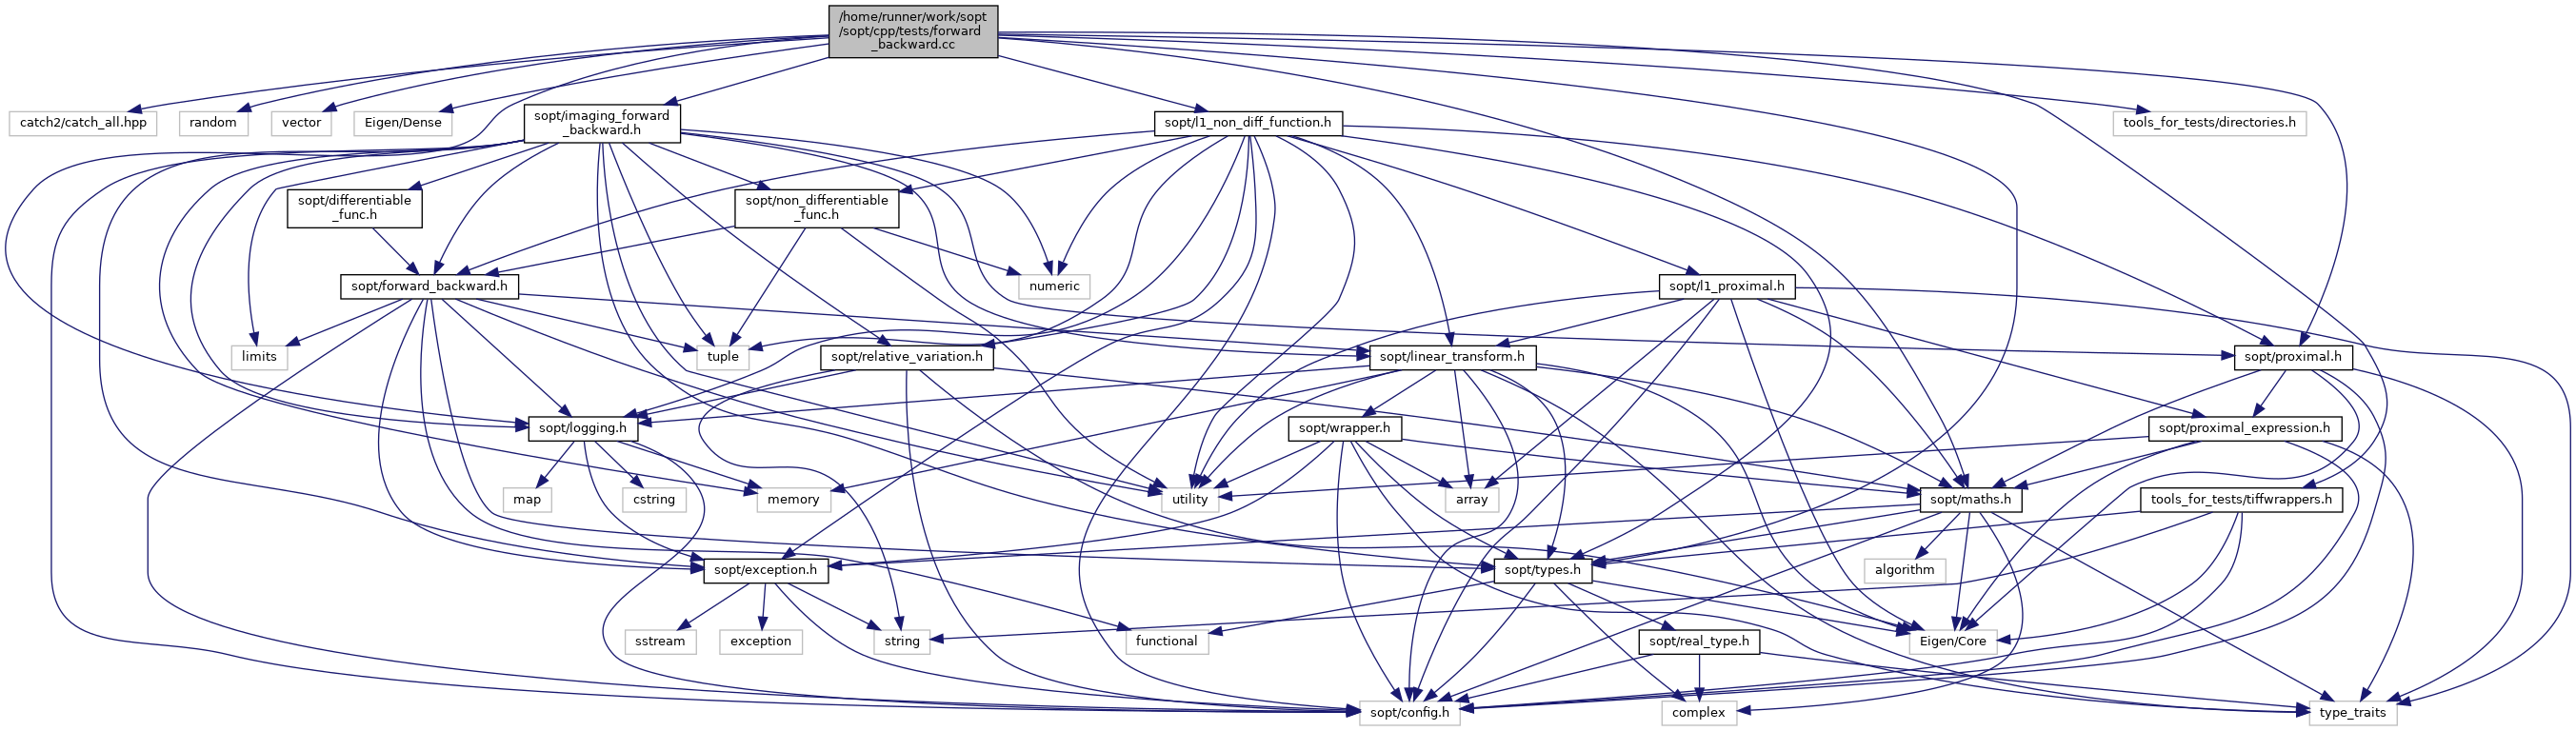 /home/runner/work/sopt
/sopt/cpp/tests/forward
_backward.cc
catch2/catch_all.hpp
random
vector
Eigen/Dense
sopt/imaging_forward
_backward.h
sopt/l1_non_diff_function.h
tools_for_tests/directories.h
sopt/differentiable
_func.h
sopt/non_differentiable
_func.h
sopt/forward_backward.h
numeric
sopt/l1_proximal.h
limits
tuple
sopt/relative_variation.h
sopt/linear_transform.h
sopt/proximal.h
sopt/logging.h
sopt/wrapper.h
sopt/proximal_expression.h
map
cstring
memory
utility
array
sopt/maths.h
tools_for_tests/tiffwrappers.h
sopt/exception.h
sopt/types.h
algorithm
sstream
exception
string
functional
sopt/real_type.h
Eigen/Core
sopt/config.h
complex
type_traits